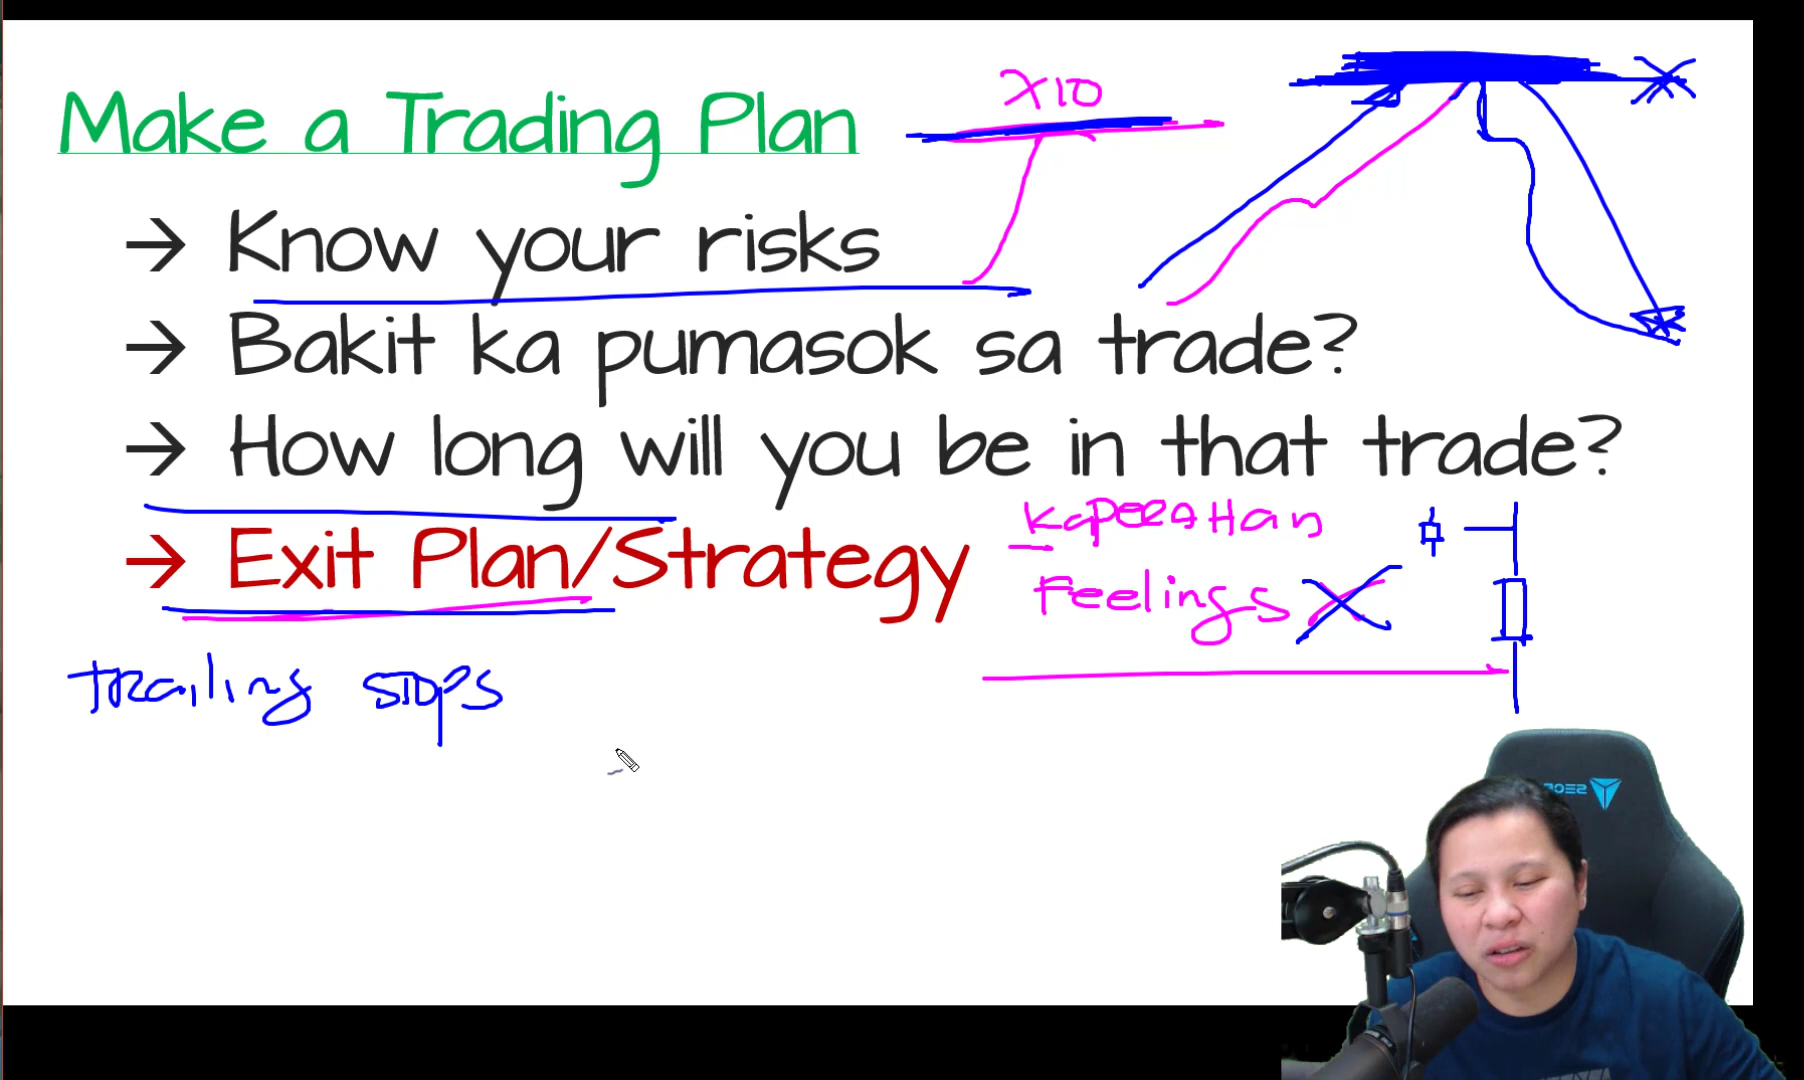 Make a Trading Plan
x10
→ Know your risks
→ Bakit ka pumasok sa trade?
→ How long will you be in that trade?
→ Exit Plan/Strategy
KaPERAHan
Feelings
TRailing stops